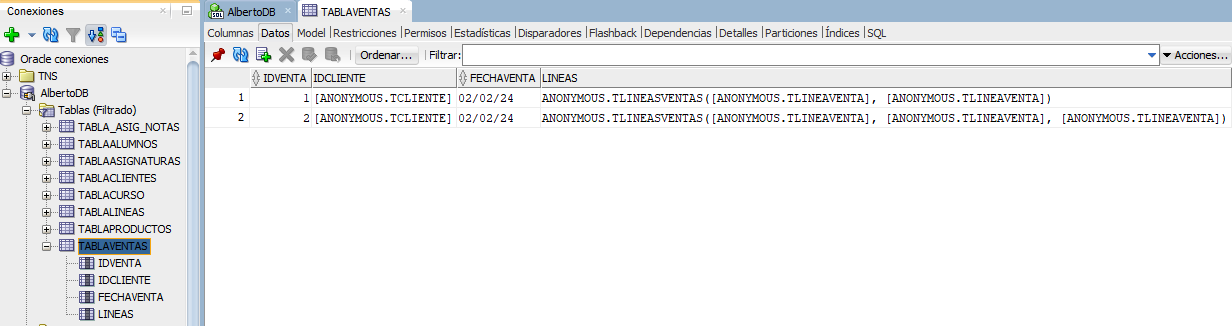 Conexiones
Oracle conexiones
TNS
AlbertoDB
Tablas (Filtrado)
TABLA_ASIG_NOTAS
TABLAALUMNOS
TABLAASIGNATURAS
TABLACLIENTES
TABLACURSO
TABLALINEAS
TABLAPRODUCTOS
TABLAVENTAS
IDVENTA
IDCLIENTE
FECHAVENTA
LINEAS
AlbertoDB TABLAVENTAS
Columnas Datos Model Restricciones Permisos Estadísticas Disparadores Flashback Dependencias Detalles Particiones Índices SQL
Ordenar... Filtrar: Acciones...
IDVENTA IDCLIENTE FECHAVENTA LINEAS
1 1 [ANONYMOUS.TCLIENTE] 02/02/24 ANONYMOUS.TLINEASVENTAS([ANONYMOUS.TLINEAVENTA], [ANONYMOUS.TLINEAVENTA])
2 2 [ANONYMOUS.TCLIENTE] 02/02/24 ANONYMOUS.TLINEASVENTAS([ANONYMOUS.TLINEAVENTA], [ANONYMOUS.TLINEAVENTA], [ANONYMOUS.TLINEAVENTA])